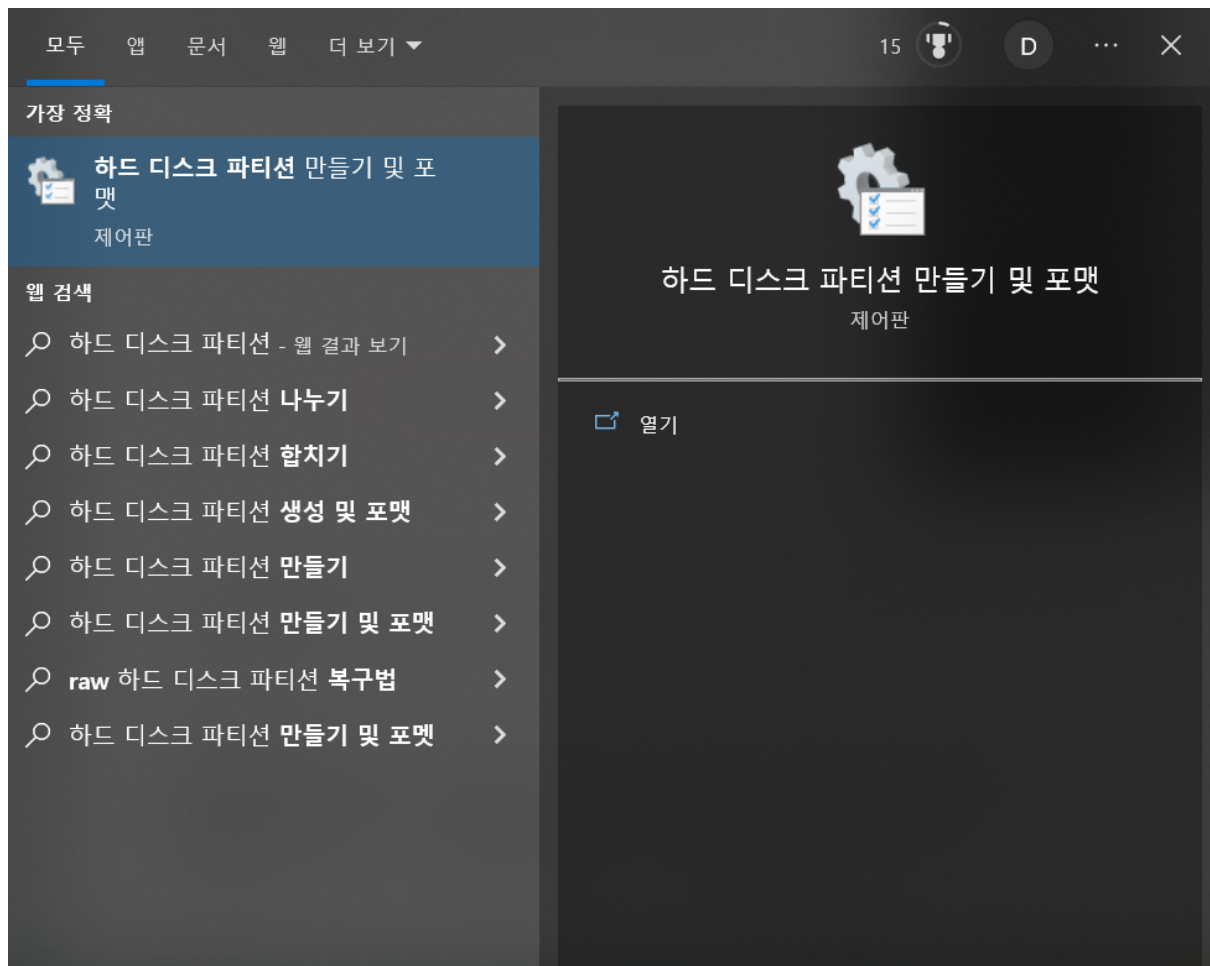 모두 앱 문서 웹 더 보기 15 D ...
가장 정확
하드 디스크 파티션 만들기 및 포
맷
제어판
웹 검색
하드 디스크 파티션 - 웹 결과 보기
하드 디스크 파티션 나누기
하드 디스크 파티션 합치기
하드 디스크 파티션 생성 및 포맷
하드 디스크 파티션 만들기
하드 디스크 파티션 만들기 및 포맷
raw 하드 디스크 파티션 복구법
하드 디스크 파티션 만들기 및 포멧
하드 디스크 파티션 만들기 및 포맷
제어판
열기